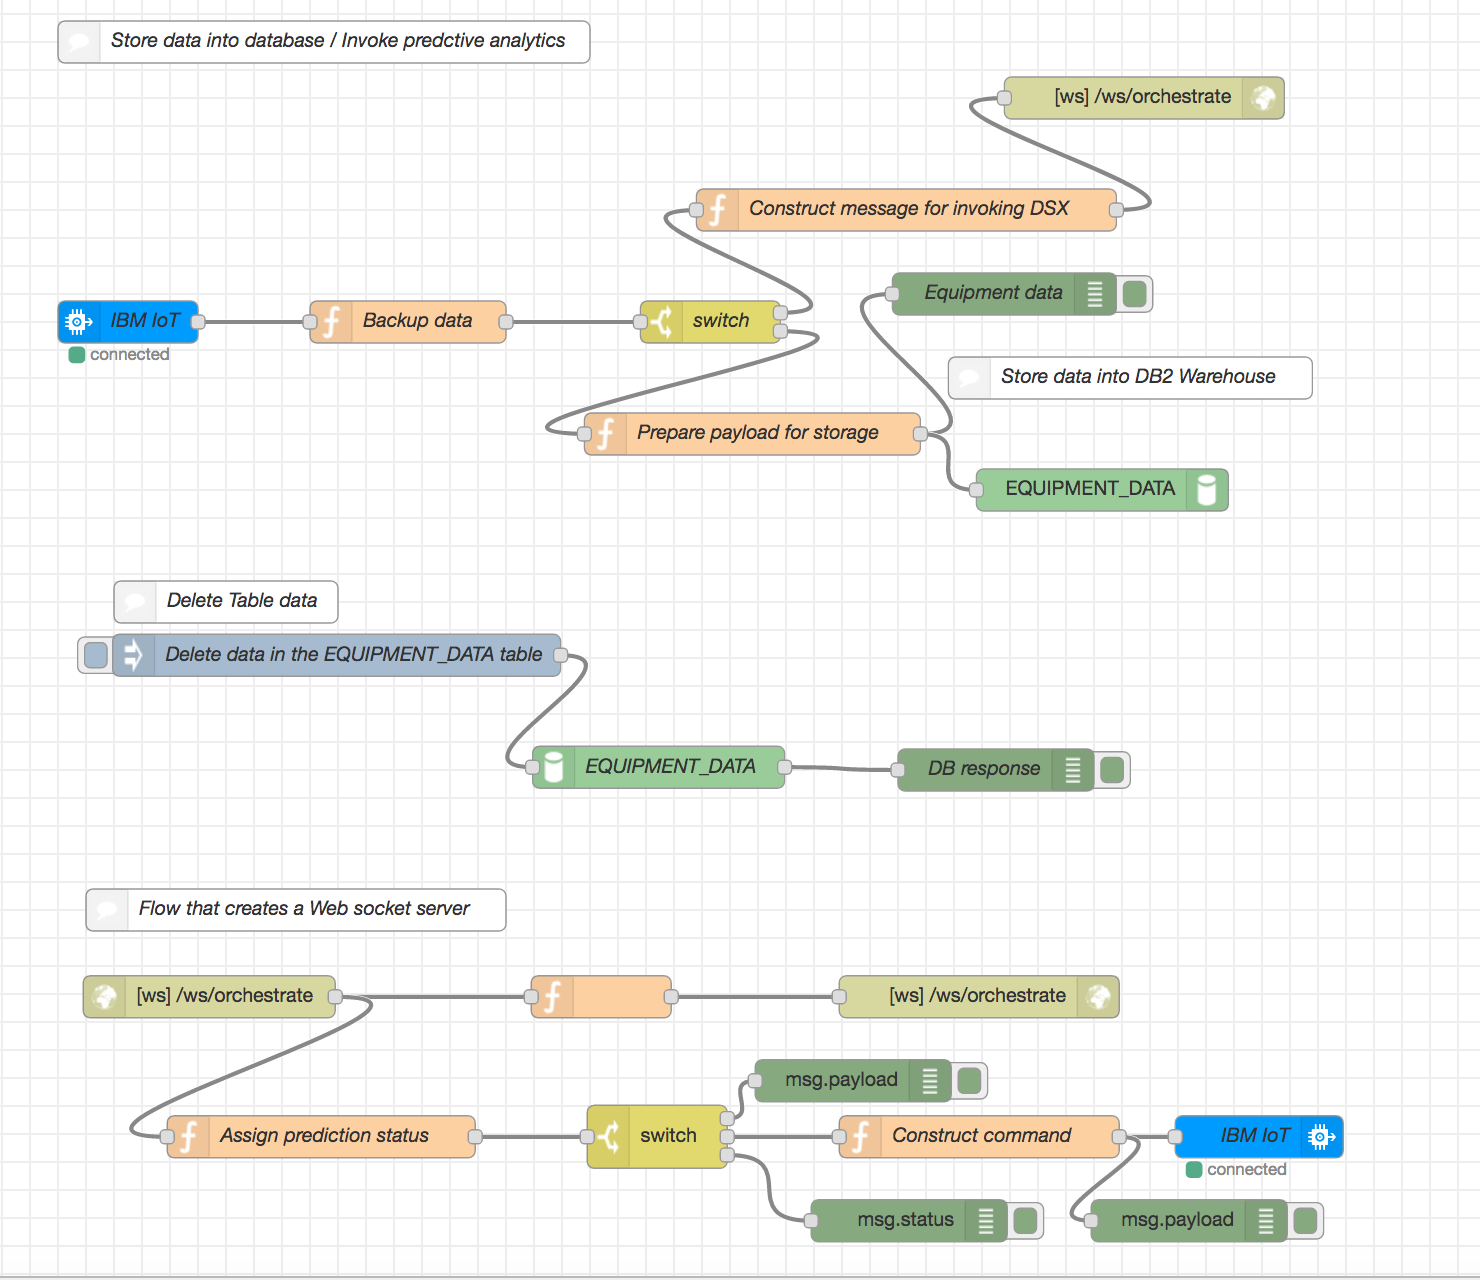 Store data into database / Invoke predctive analytics
[ws] /ws/orchestrate
Construct message for invoking DSX
Equipment data
IBM IoT
Backup data
switch
connected
Store data into DB2 Warehouse
Prepare payload for storage
EQUIPMENT_DATA
Delete Table data
Delete data in the EQUIPMENT_DATA table
EQUIPMENT_DATA
DB response
Flow that creates a Web socket server
[ws] /ws/orchestrate
[ws] /ws/orchestrate
msg.payload
Assign prediction status
switch
Construct command
IBM IoT
connected
msg.status
msg.payload